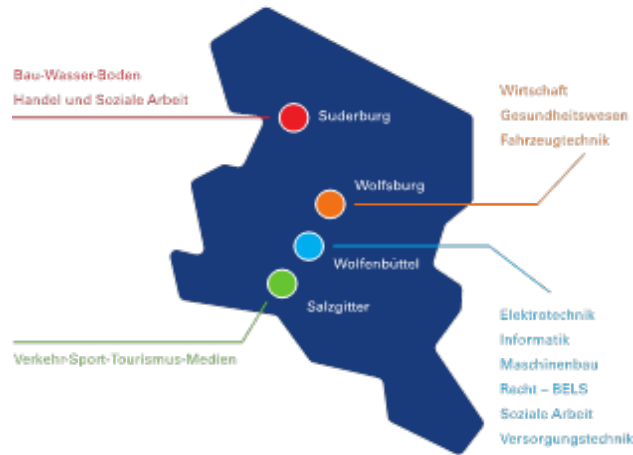 Bau-Wasser-Boden
Handel und Soziale Arbeit
Suderburg
Wirtschaft
Gesundheitswesen
Fahrzeugtechnik
Wolfsburg
Wolfenbüttel
Salzgitter
Verkehr-Sport-Tourismus-Medien
Elektrotechnik
Informatik
Maschinenbau
Recht – BELS
Soziale Arbeit
Versorgungstechnik